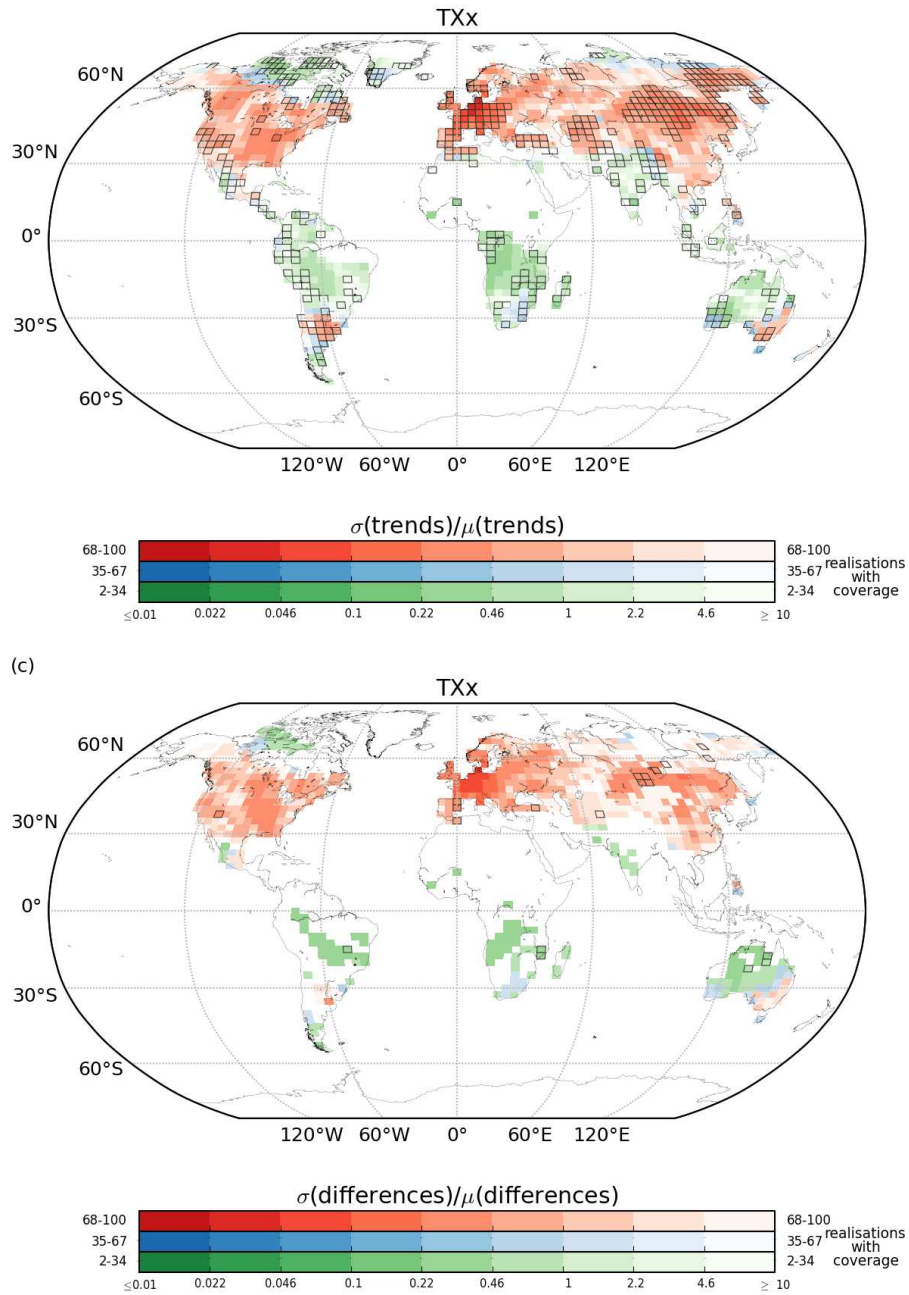 TXx
60°N
30°N
0°
30°S
60°S
120°W 60°W 0° 60°E 120°E
σ(trends)/μ(trends)
68-100 68-100
35-67 35-67
2-34 2-34
realisations
with
coverage
≤0.01 0.022 0.046 0.1 0.22 0.46 1 2.2 4.6 ≥ 10
(c)
TXx
60°N
30°N
0°
30°S
60°S
120°W 60°W 0° 60°E 120°E
σ(differences)/μ(differences)
68-100 68-100
35-67 35-67
2-34 2-34
realisations
with
coverage
≤0.01 0.022 0.046 0.1 0.22 0.46 1 2.2 4.6 ≥ 10